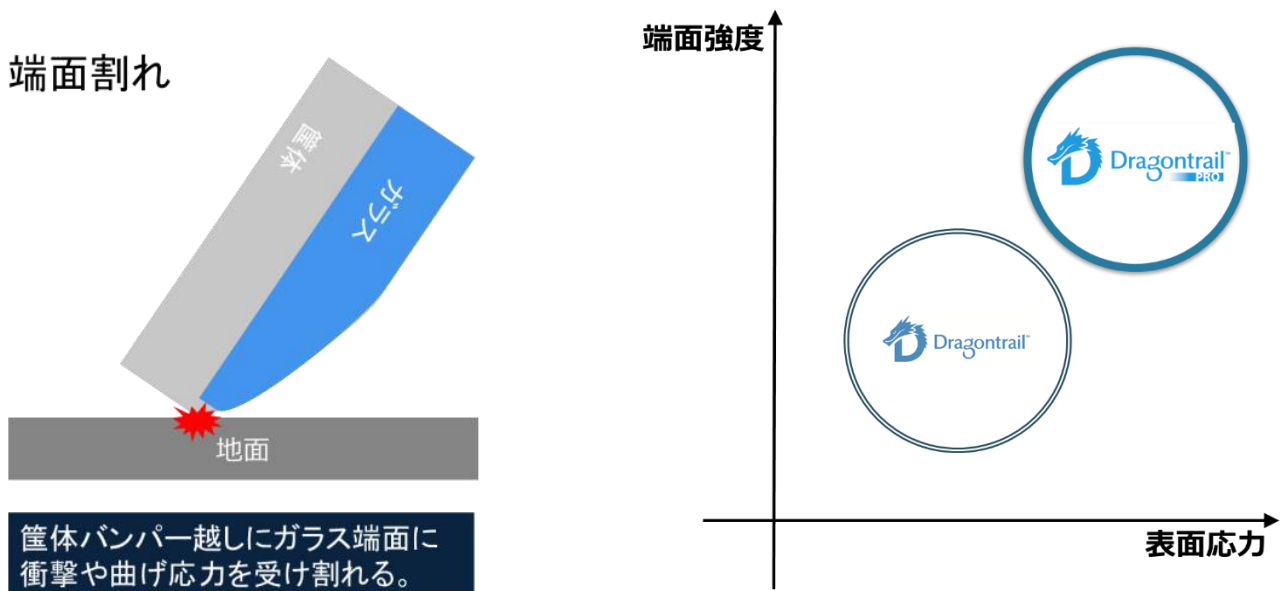 端面割れ
筐体
ガラス
地面
筐体バンパー越しにガラス端面に
衝撃や曲げ応力を受け割れる。
端面強度
Dragontrail™
PRO
Dragontrail™
表面応力